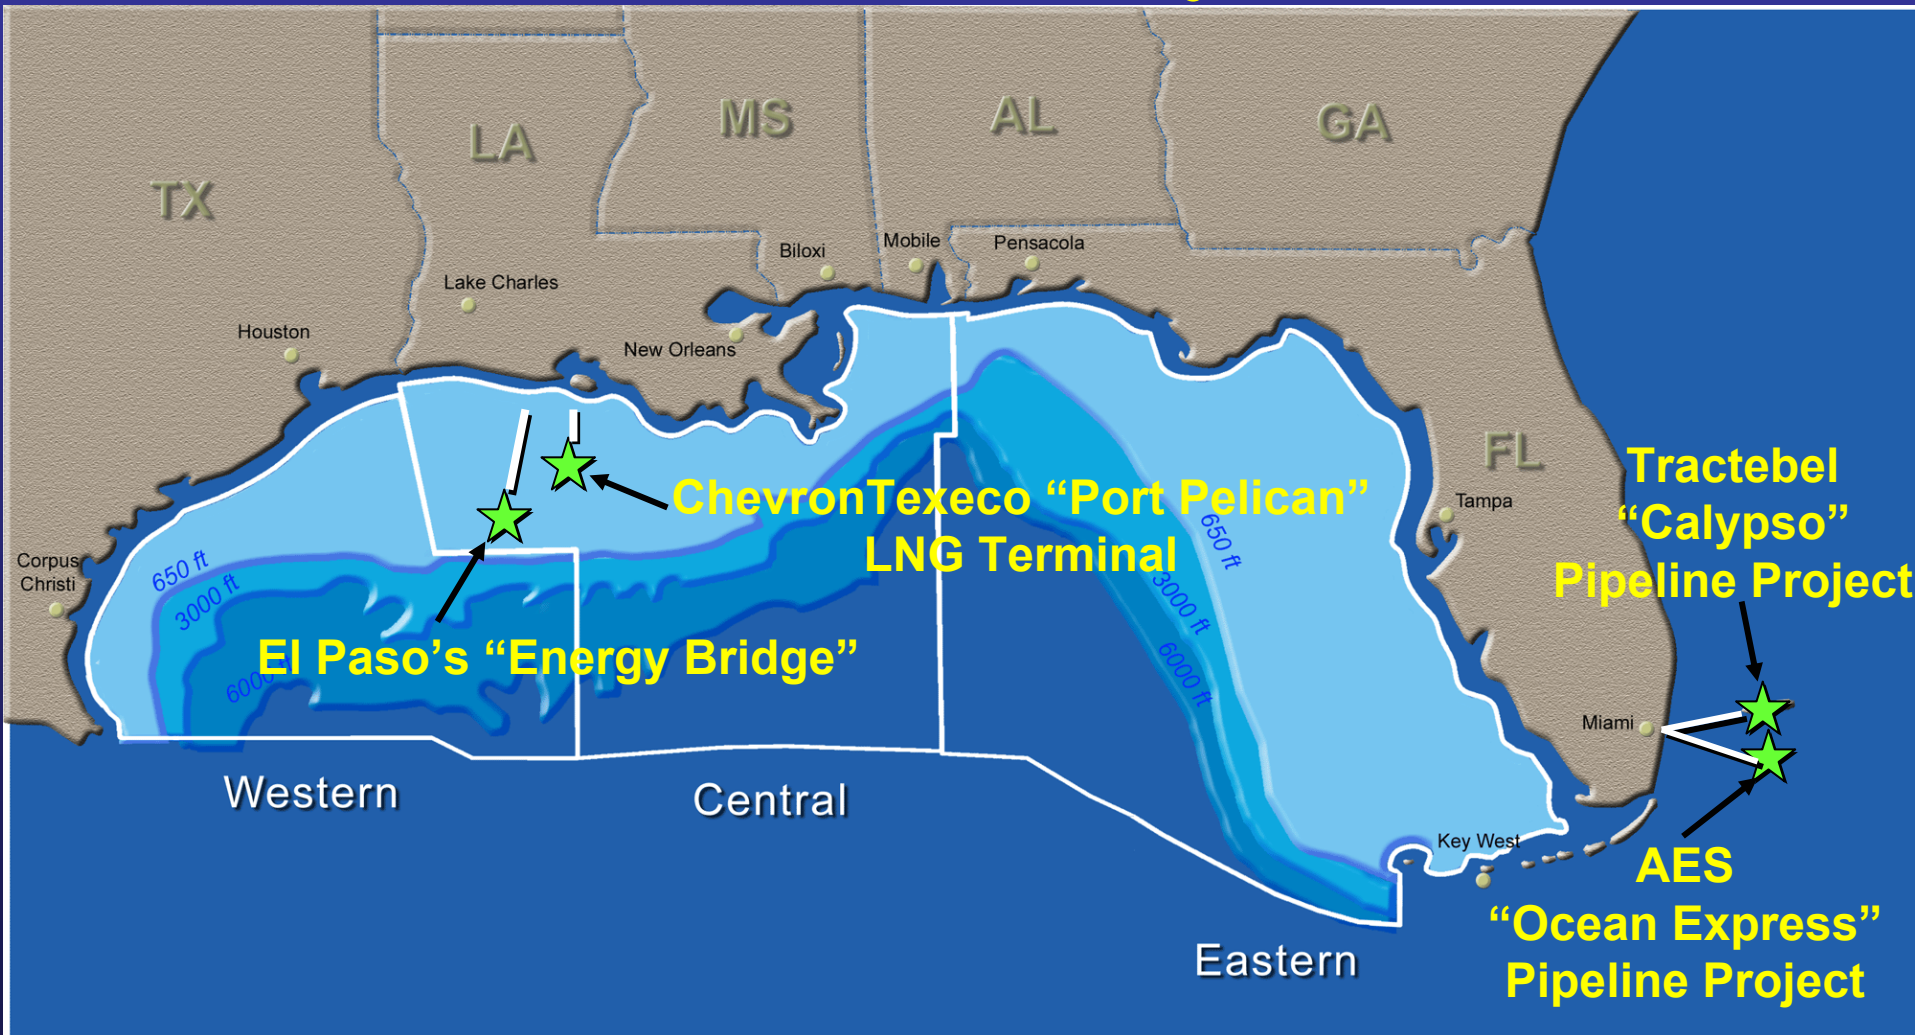 TX
LA
MS
AL
GA
FL
Biloxi
Mobile
Pensacola
Lake Charles
Houston
New Orleans
Corpus
Christi
Tampa
Miami
Key West
650 ft
3000 ft
6000 ft
650 ft
3000 ft
6000 ft
ChevronTexeco “Port Pelican”
LNG Terminal
El Paso’s “Energy Bridge”
Tractebel
“Calypso”
Pipeline Project
AES
“Ocean Express”
Pipeline Project
Western
Central
Eastern